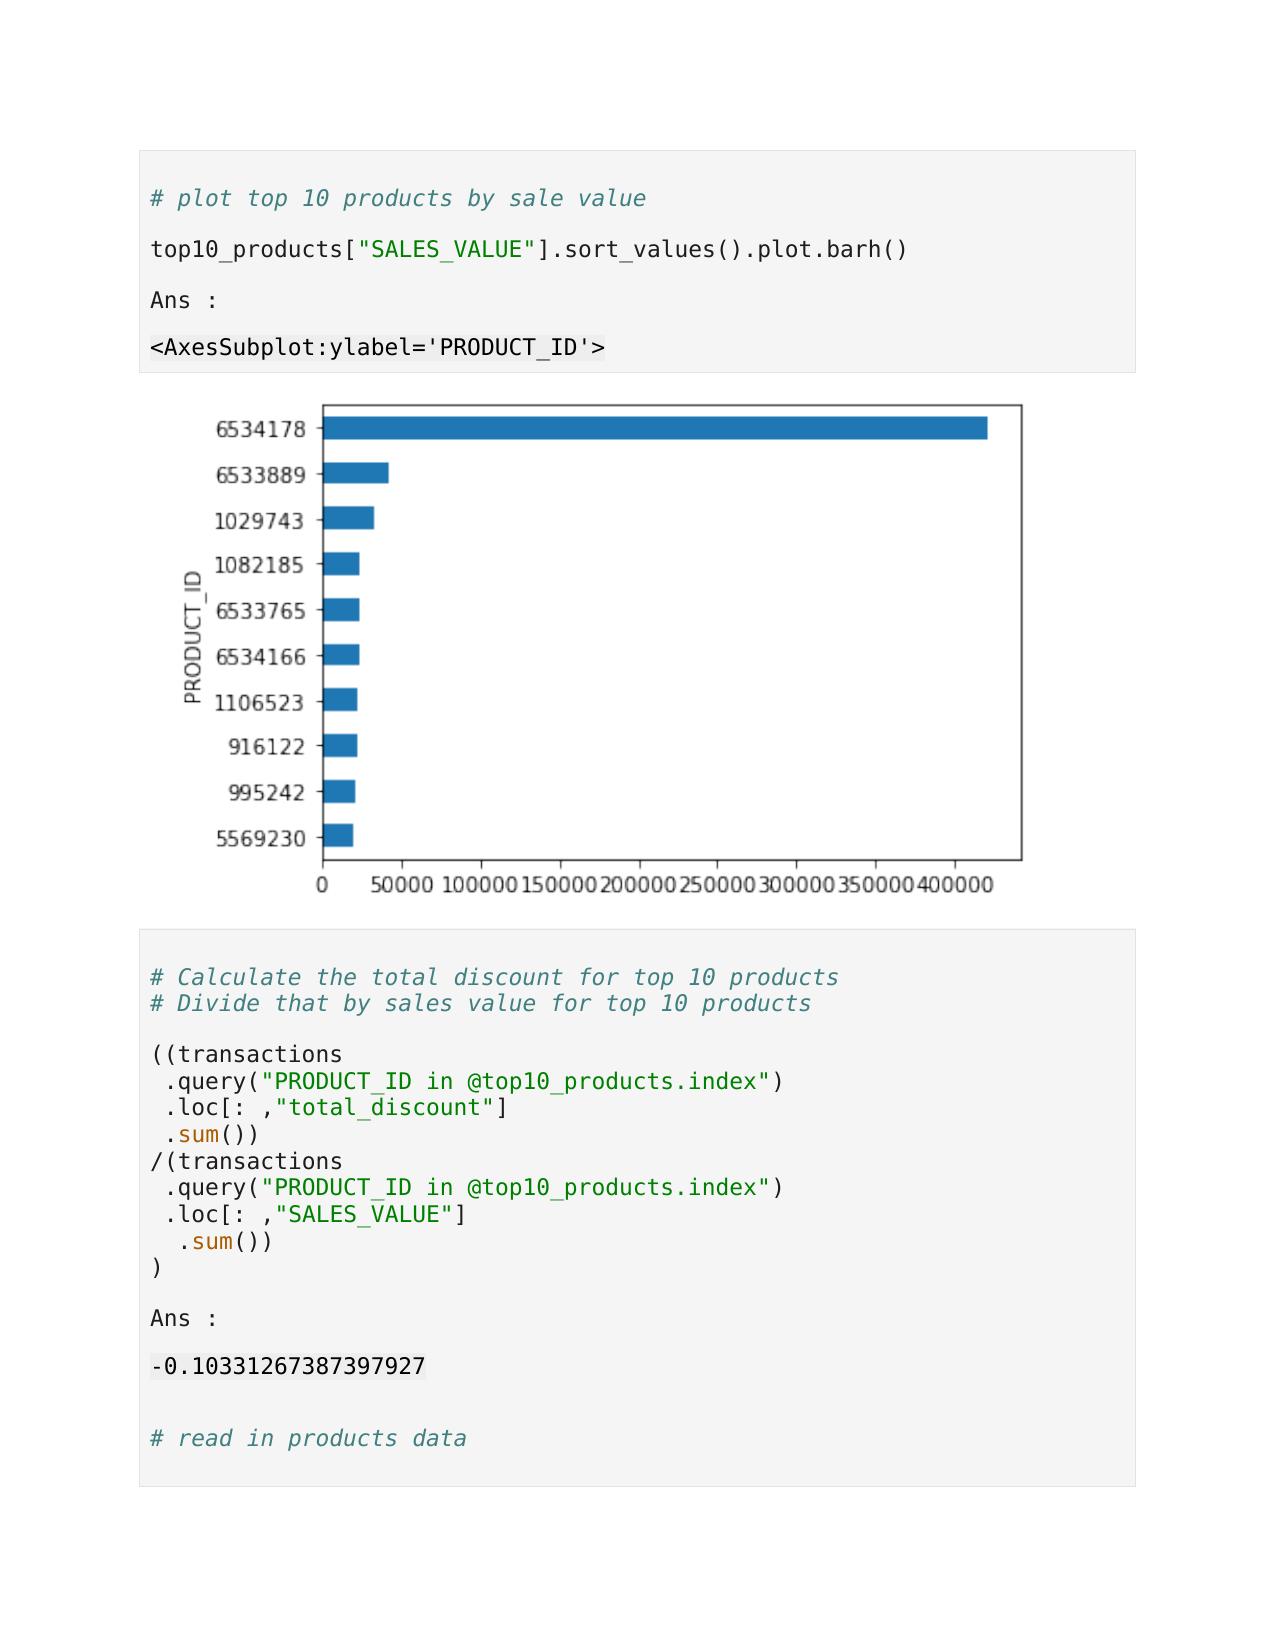 # plot top 10 products by sale value
top10_products["SALES_VALUE"].sort_values().plot.barh()
Ans :
<AxesSubplot:ylabel='PRODUCT_ID'>
PRODUCT_ID
6534178
6533889
1029743
1082185
6533765
6534166
1106523
916122
995242
5569230
0 50000 100000 150000 200000 250000 300000 350000 400000
# Calculate the total discount for top 10 products
# Divide that by sales value for top 10 products
((transactions
 .query("PRODUCT_ID in @top10_products.index")
 .loc[: ,"total_discount"]
 .sum())
/(transactions
 .query("PRODUCT_ID in @top10_products.index")
 .loc[: ,"SALES_VALUE"]
  .sum())
)
Ans :
-0.10331267387397927
# read in products data